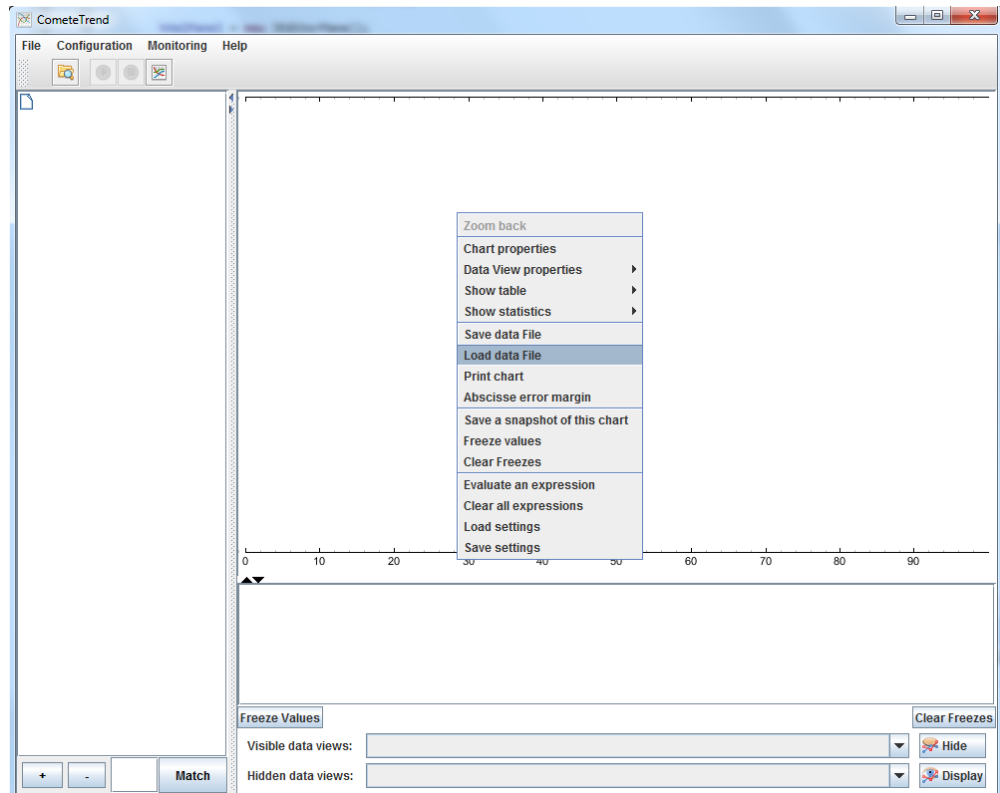 CometeTrend
File Configuration Monitoring Help
Zoom back
Chart properties
Data View properties
Show table
Show statistics
Save data File
Load data File
Print chart
Abscisse error margin
Save a snapshot of this chart
Freeze values
Clear Freezes
Evaluate an expression
Clear all expressions
Load settings
Save settings
0 10 20 30 40 50 60 70 80 90
Freeze Values Clear Freezes
Visible data views: Hide
+ - Match Hidden data views: Display